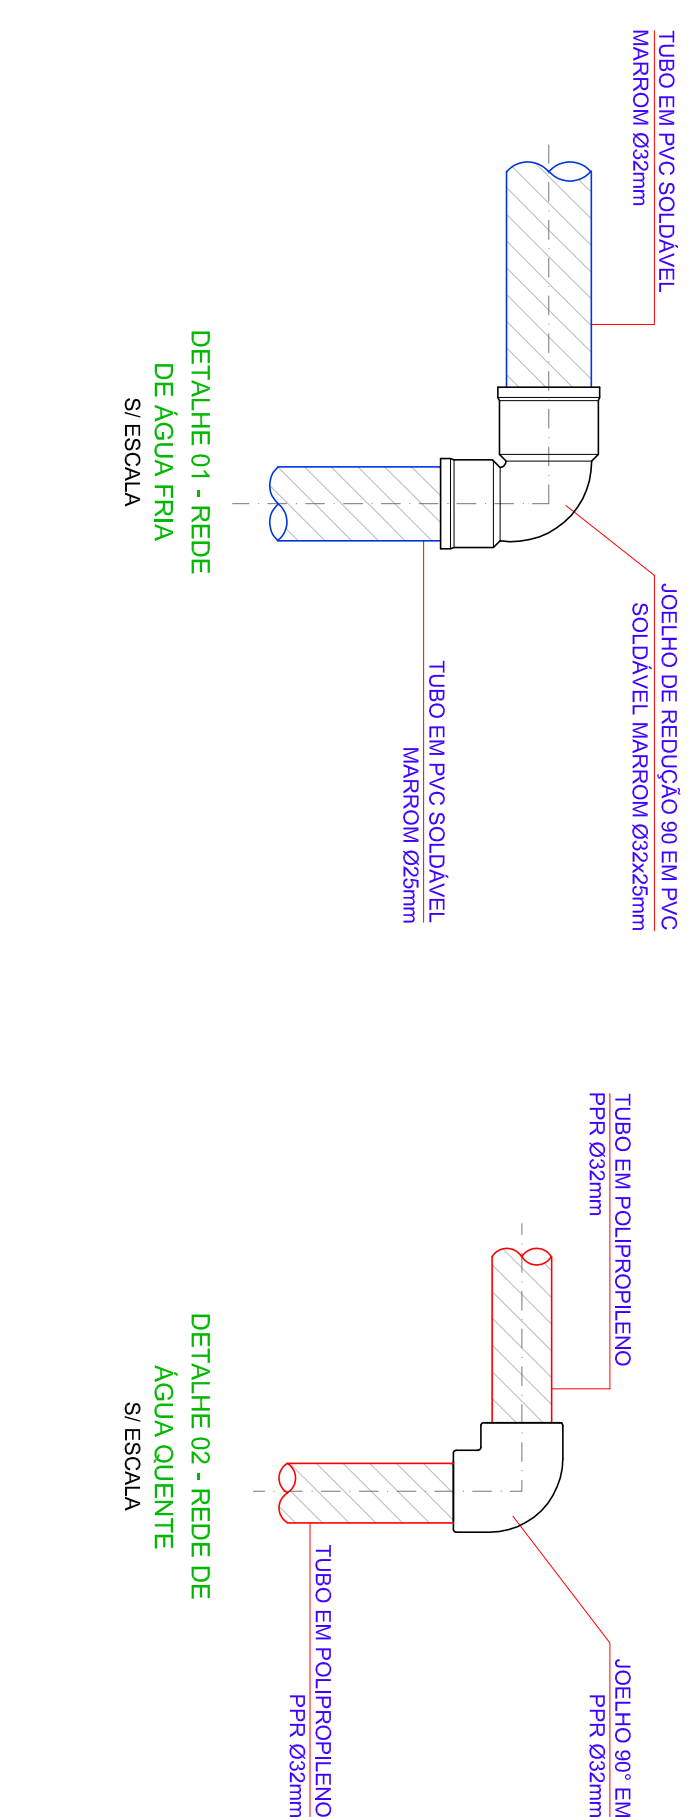 TUBO EM PVC SOLDÁVEL
MARROM Ø32mm
JOELHO DE REDUÇÃO 90 EM PVC
SOLDÁVEL MARROM Ø32x25mm
TUBO EM PVC SOLDÁVEL
MARROM Ø25mm
DETALHE 01 - REDE
DE ÁGUA FRIA
S/ ESCALA
TUBO EM POLIPROPILENO
PPR Ø32mm
JOELHO 90° EM
PPR Ø32mm
TUBO EM POLIPROPILENO
PPR Ø32mm
DETALHE 02 - REDE DE
ÁGUA QUENTE
S/ ESCALA